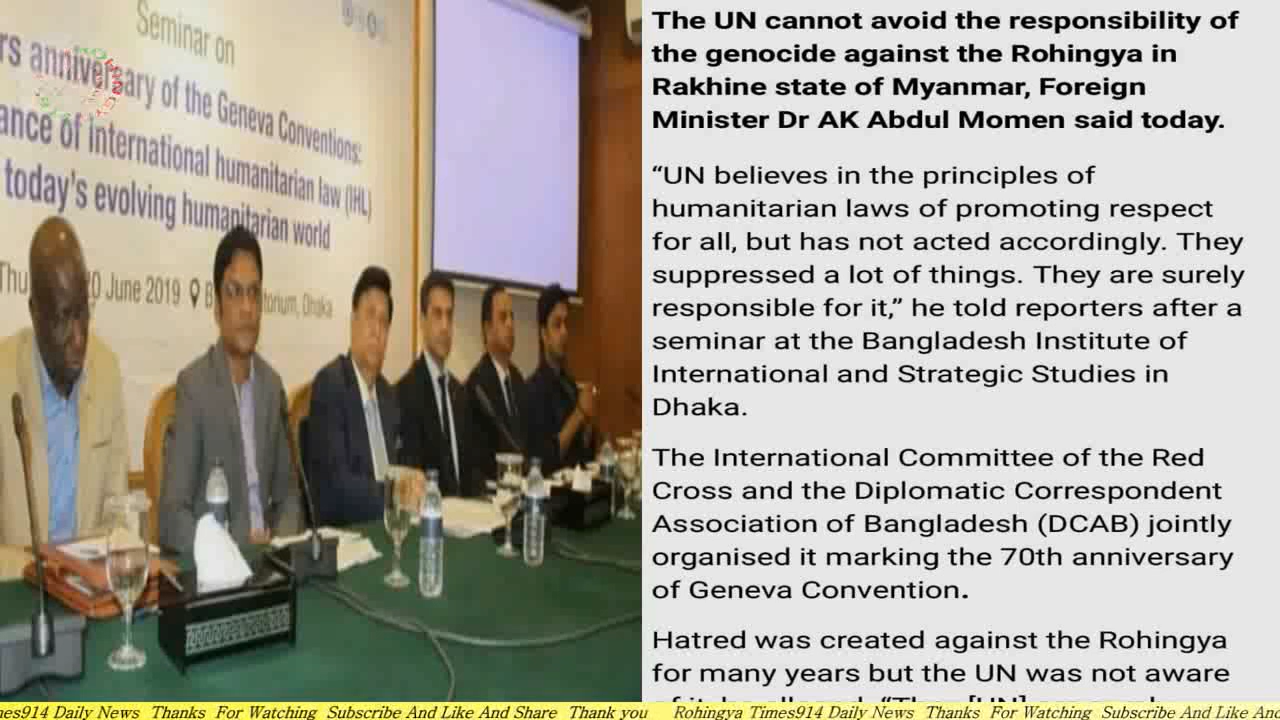 Seminar on
rs anniversary of the Geneva Conventions:
ance of International humanitarian law (IHL)
today's evolving humanitarian world
Thu
0 June 2019
torium, Dhaka
The UN cannot avoid the responsibility of
the genocide against the Rohingya in
Rakhine state of Myanmar, Foreign
Minister Dr AK Abdul Momen said today.
“UN believes in the principles of
humanitarian laws of promoting respect
for all, but has not acted accordingly. They
suppressed a lot of things. They are surely
responsible for it,” he told reporters after a
seminar at the Bangladesh Institute of
International and Strategic Studies in
Dhaka.
The International Committee of the Red
Cross and the Diplomatic Correspondent
Association of Bangladesh (DCAB) jointly
organised it marking the 70th anniversary
of Geneva Convention.
Hatred was created against the Rohingya
for many years but the UN was not aware
mes914 Daily News Thanks For Watching Subscribe And Like And Share Thank you Rohingya Times914 Daily News Thanks For Watching Subscribe And Like And